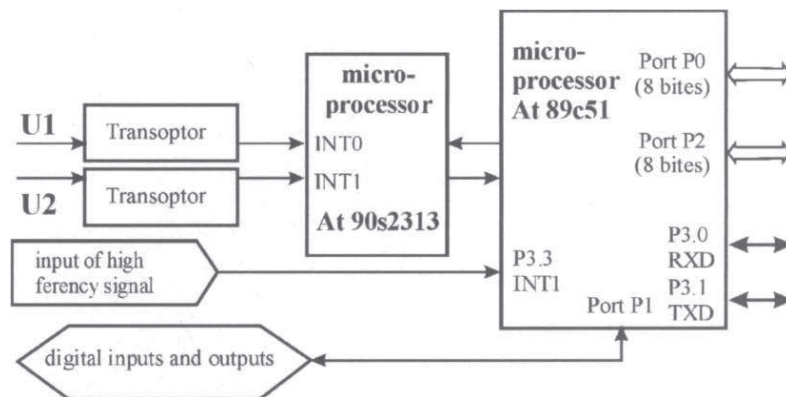 U1
Transoptor
U2
Transoptor
input of high
ferency signal
digital inputs and outputs
micro-
processor
INT0
INT1
At 90s2313
micro-
processor
At 89c51
Port P0
(8 bites)
Port P2
(8 bites)
P3.3
INT1
P3.0
RXD
P3.1
TXD
Port P1